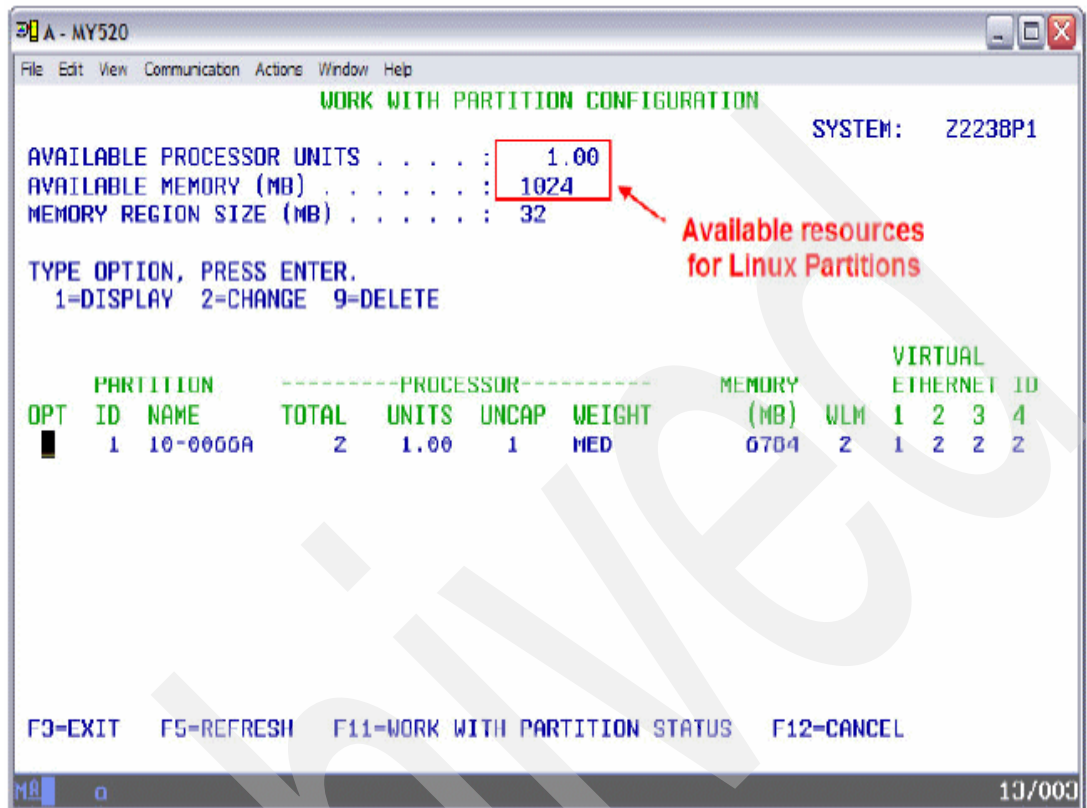 A - MY520
File Edit View Communication Actions Window Help
WORK WITH PARTITION CONFIGURATION
SYSTEM: Z2238P1
AVAILABLE PROCESSOR UNITS . . . . : 1.00
AVAILABLE MEMORY (MB) . . . . . . : 1024
MEMORY REGION SIZE (MB) . . . . . : 32
Available resources
for Linux Partitions
TYPE OPTION, PRESS ENTER.
1=DISPLAY 2=CHANGE 9=DELETE
VIRTUAL
PARTITION ---------PROCESSOR---------- MEMORY ETHERNET ID
OPT ID NAME TOTAL UNITS UNCAP WEIGHT (MB) WLM 1 2 3 4
1 2 1.00 1 MED 6784 2 1 2 2 2
F3=EXIT F5=REFRESH F11=WORK WITH PARTITION STATUS F12=CANCEL
MA a 13/003